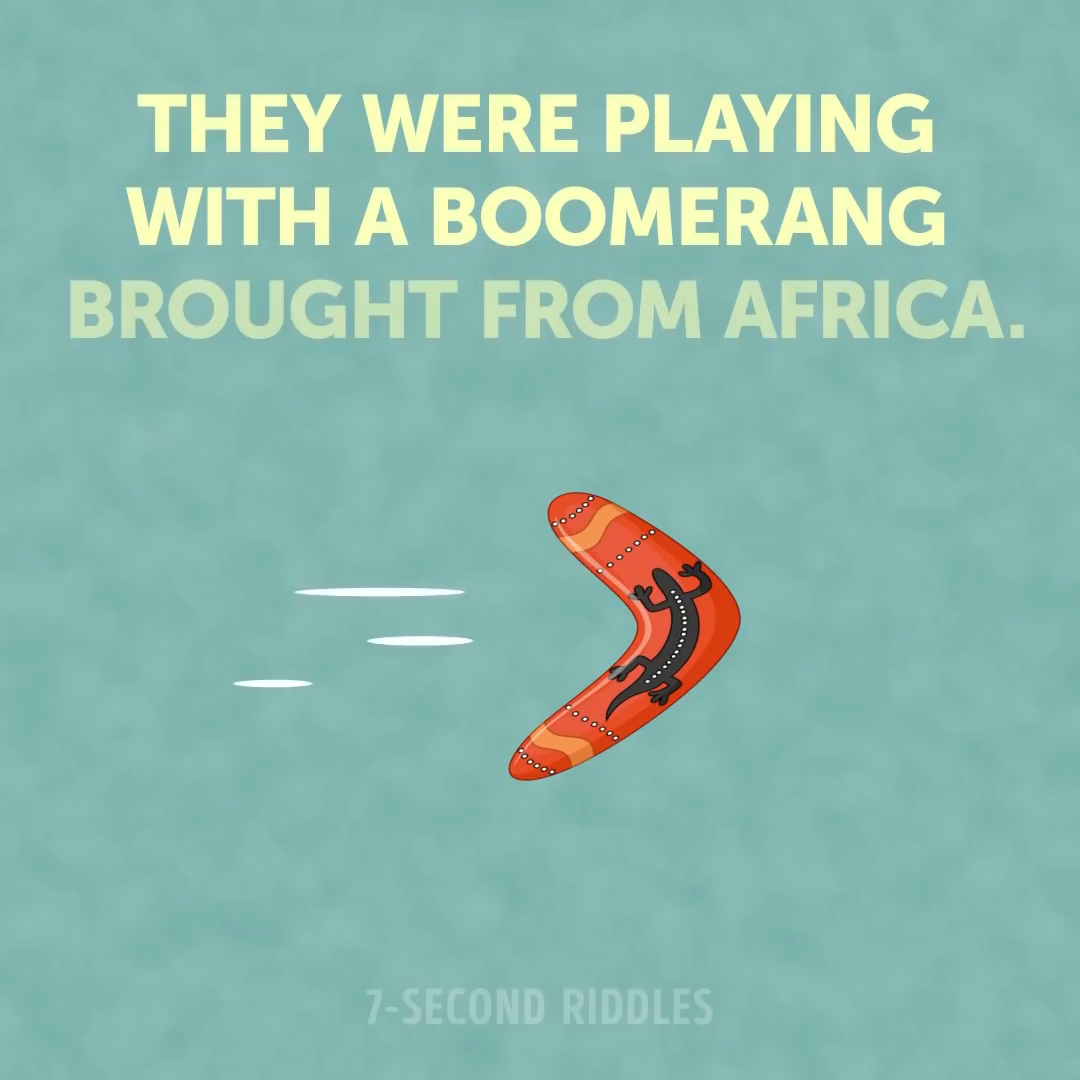 THEY WERE PLAYING
WITH A BOOMERANG
BROUGHT FROM AFRICA.
7-SECOND RIDDLES